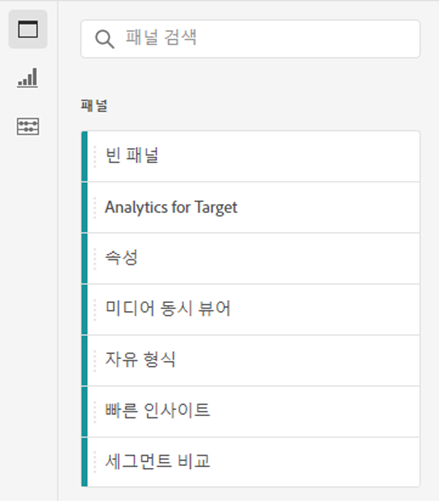 패널 검색
패널
빈 패널
Analytics for Target
속성
미디어 동시 뷰어
자유 형식
빠른 인사이트
세그먼트 비교